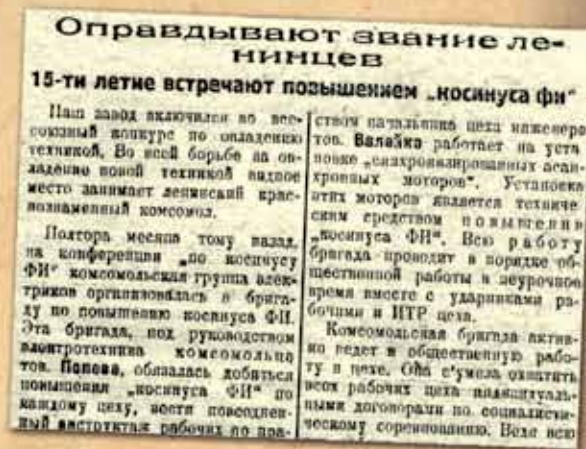 Оправдывают звание ле-
нинцев
15-ти летие встречают повышением „косинуса фи“
Наш завод включился во все-
союзный конкурс по овладению
техникой. Во всей борьбе на ов-
ладение новой техникой видное
место занимает ленинский крас-
нознаменный комсомол.
Полтора месяца тому назад,
на конференции „по косинусу
ФИ“ комсомольская группа элек-
триков организовалась в брига-
ду по повышению косинуса ФИ.
Эта бригада, под руководством
электротехника комсомольца
тов. Попова, обязалась добиться
повышения „косинуса ФИ“ по
каждому цеху, вести повседнев-
ный рабочих по пра-
ством начальника цеха инженера
тов. Валейко работает на уста
новке „синхронизированных асин-
хронных моторов“. Установка
этих моторов является техниче-
ским средством повышения
„косинуса ФИ“. Всю работу
бригада проводит в порядке об-
щественной работы в неурочное
время вместе с ударниками ра-
бочими и ИТР цеха.
Комсомольская бригада актив-
но ведет и общественную рабо-
ту в цехе. Она с'умела охватить
всех рабочих цеха индивидуаль-
ными договорами по социалисти-
ческому соревнованию. Ведя всю